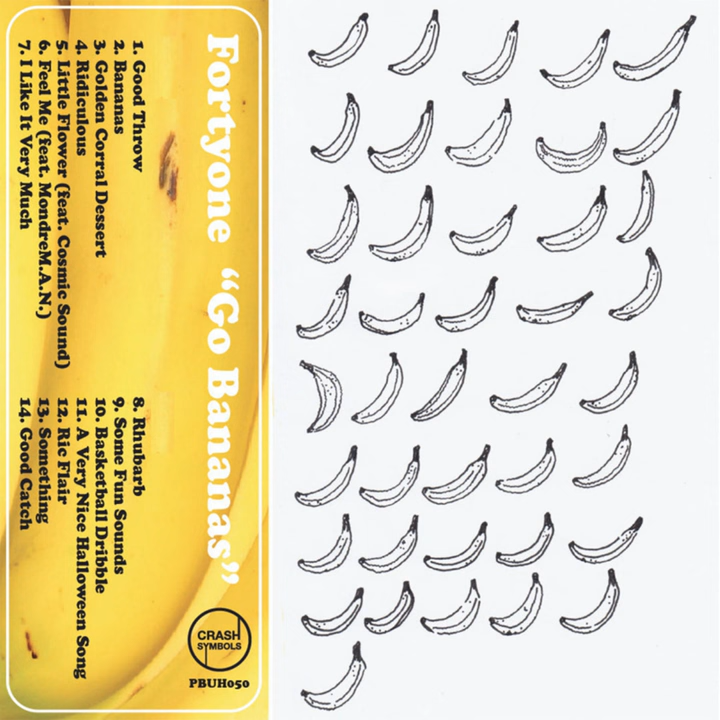 Fortyone “Go Bananas”
1. Good Throw
2. Bananas
3. Golden Corral Dessert
4. Ridiculous
5. Little Flower (feat. Cosmic Sound)
6. Feel Me (feat. MondreM.A.N.)
7. I Like It Very Much
8. Rhubarb
9. Some Fun Sounds
10. Basketball Dribble
11. A Very Nice Halloween Song
12. Ric Flair
13. Something
14. Good Catch
CRASH
SYMBOLS
PBUH050